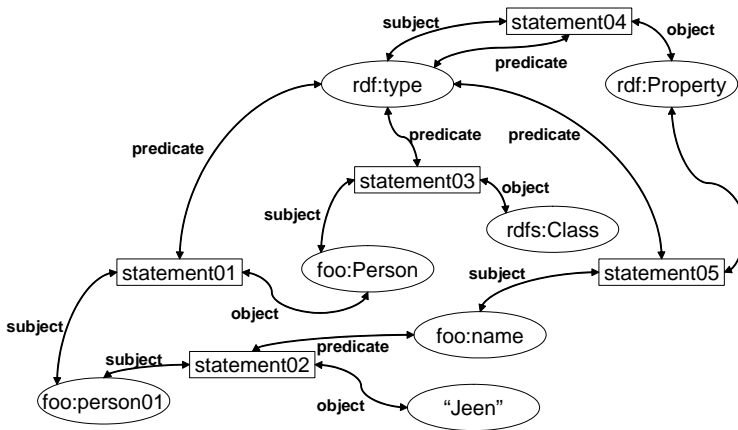 subject
statement04
object
predicate
rdf:type
rdf:Property
predicate
predicate
predicate
statement03
object
subject
rdfs:Class
statement01
foo:Person
subject
statement05
object
subject
foo:name
predicate
subject
statement02
foo:person01
object
“Jeen”